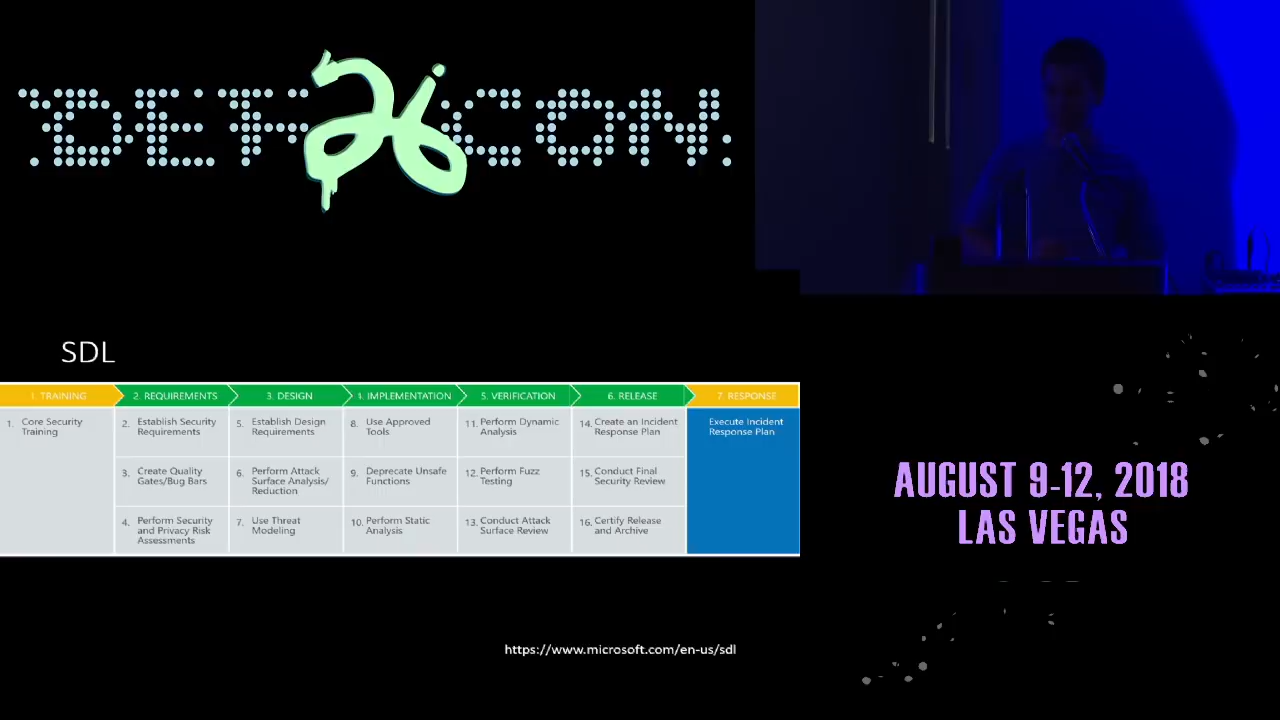 DEF 26 CON
SDL
1. TRAINING
2. REQUIREMENTS
3. DESIGN
4. IMPLEMENTATION
5. VERIFICATION
6. RELEASE
7. RESPONSE
1. Core Security
Training
2. Establish Security
Requirements
3. Create Quality
Gates/Bug Bars
4. Perform Security
and Privacy Risk
Assessments
5. Establish Design
Requirements
6. Perform Attack
Surface Analysis/
Reduction
7. Use Threat
Modeling
8. Use Approved
Tools
9. Deprecate Unsafe
Functions
10. Perform Static
Analysis
11. Perform Dynamic
Analysis
12. Perform Fuzz
Testing
13. Conduct Attack
Surface Review
14. Create an Incident
Response Plan
15. Conduct Final
Security Review
16. Certify Release
and Archive
Execute Incident
Response Plan
https://www.microsoft.com/en-us/sdl
AUGUST 9-12, 2018
LAS VEGAS